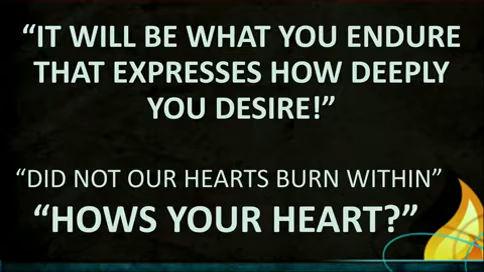 “IT WILL BE WHAT YOU ENDURE
THAT EXPRESSES HOW DEEPLY
YOU DESIRE!”
“DID NOT OUR HEARTS BURN WITHIN”
“HOWS YOUR HEART?”